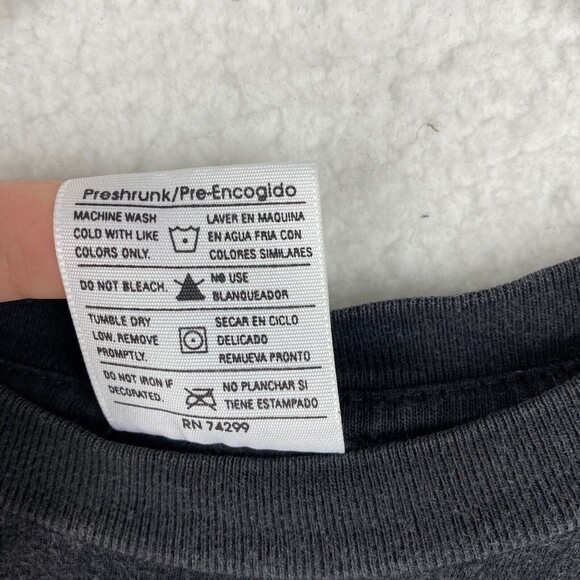 Preshrunk/Pre-Encogido
MACHINE WASH
COLD WITH LIKE
COLORS ONLY.
LAVER EN MAQUINA
EN AGUA FRIA CON
COLORES SIMILARES
DO NOT BLEACH.
NO USE
BLANQUEADOR
TUMBLE DRY
LOW. REMOVE
PROMPTLY.
SECAR EN CICLO
DELICADO
REMUEVA PRONTO
DO NOT IRON IF
DECORATED.
NO PLANCHAR SI
TIENE ESTAMPADO
RN 74299